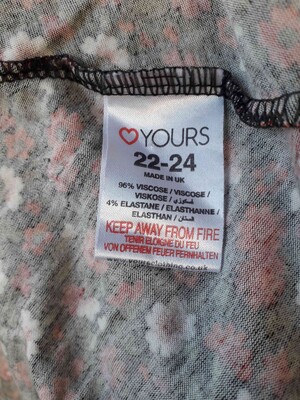 YOURS
22-24
MADE IN UK
96% VISCOSE / VISCOSE /
VISKOSE / فسكوزي /
4% ELASTANE / ELASTHANNE /
ELASTHAN /
KEEP AWAY FROM FIRE
TENIR ELOIGNE DU FEU
VON OFFENEM FEUER FERNHALTEN